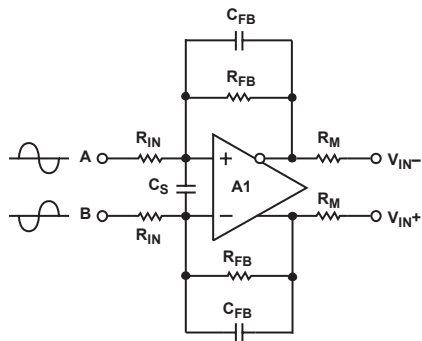 CFB
RFB
RIN
RM
A
+
VIN–
CS
A1
B
–
VIN+
RIN
RM
RFB
CFB